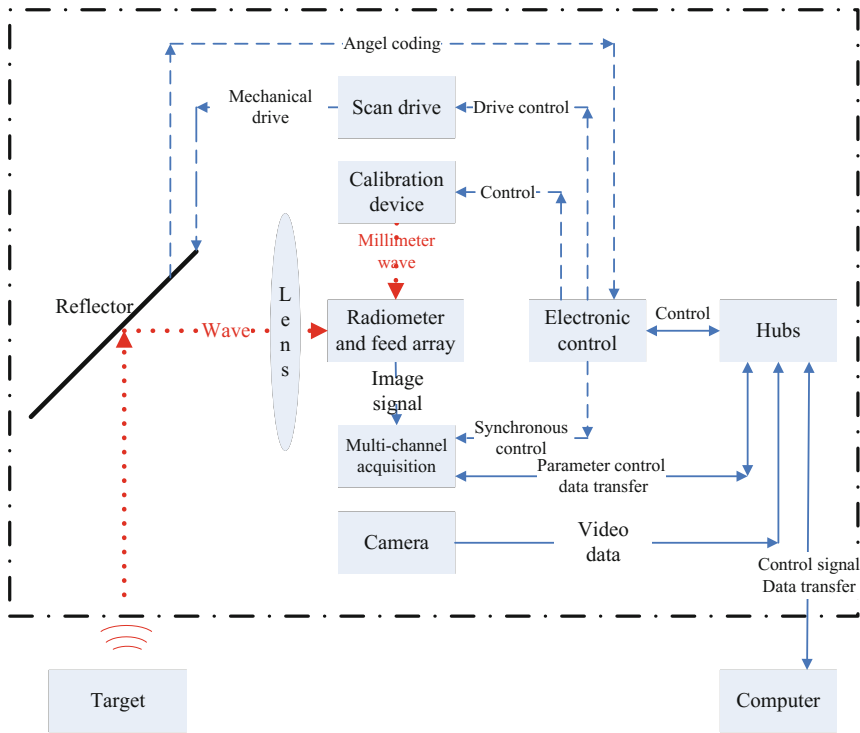 Angel coding
Mechanical
drive
Scan drive
Drive control
Calibration
device
Control
Millimeter
wave
Reflector
Wave
L
e
n
s
Radiometer
and feed array
Electronic
control
Control
Hubs
Image
signal
Multi-channel
acquisition
Synchronous
control
Parameter control
data transfer
Camera
Video
data
Control signal
Data transfer
Target
Computer